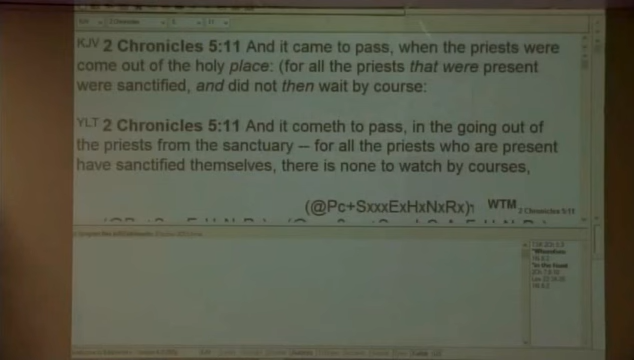 KJV 2 Chronicles 5:11 And it came to pass, when the priests were
come out of the holy place: (for all the priests that were present
were sanctified, and did not then wait by course:
YLT 2 Chronicles 5:11 And it cometh to pass, in the going out of
the priests from the sanctuary -- for all the priests who are present
have sanctified themselves, there is none to watch by courses,
(@Pc+SxxxExHxNxRx)
WTM 2 Chronicles 5:11